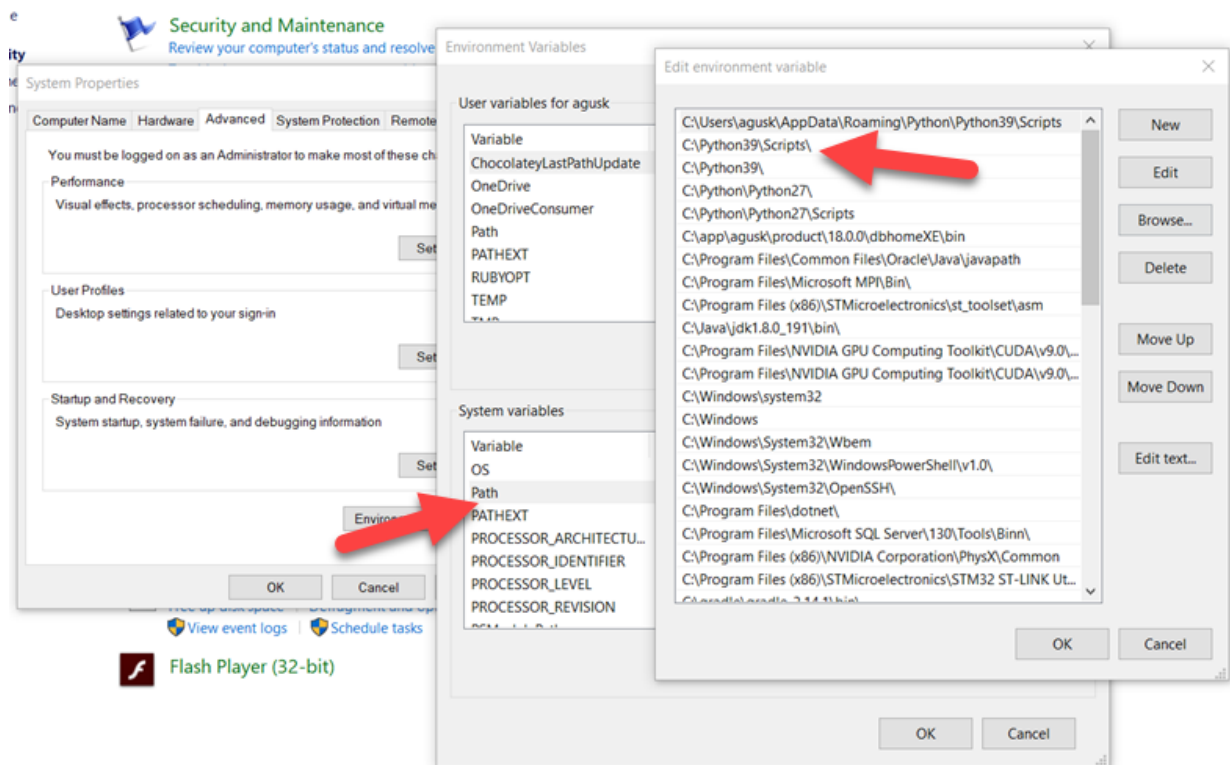 e
Security and Maintenance
Review your computer's status and resolve
ity
System Properties
Computer Name Hardware Advanced System Protection Remote
You must be logged on as an Administrator to make most of these ch
Performance
Visual effects, processor scheduling, memory usage, and virtual me
Set
User Profiles
Desktop settings related to your sign-in
Set
Startup and Recovery
System startup, system failure, and debugging information
Set
OK Cancel
View event logs Schedule tasks
Flash Player (32-bit)
Environment Variables
User variables for agusk
Variable
ChocolateyLastPathUpdate
OneDrive
OneDriveConsumer
Path
PATHEXT
RUBYOPT
TEMP
System variables
Variable
OS
Path
PATHEXT
PROCESSOR_ARCHITECTU...
PROCESSOR_IDENTIFIER
PROCESSOR_LEVEL
PROCESSOR_REVISION
OK Cancel
Edit environment variable
C:\Users\agusk\AppData\Roaming\Python\Python39\Scripts
C:\Python39\Scripts\
C:\Python39\
C:\Python\Python27\
C:\Python\Python27\Scripts
C:\app\agusk\product\18.0.0\dbhomeXE\bin
C:\Program Files\Common Files\Oracle\Java\javapath
C:\Program Files\Microsoft MPI\Bin\
C:\Program Files (x86)\STMicroelectronics\st_toolset\asm
C:\Java\jdk1.8.0_191\bin\
C:\Program Files\NVIDIA GPU Computing Toolkit\CUDA\v9.0\...
C:\Program Files\NVIDIA GPU Computing Toolkit\CUDA\v9.0\...
C:\Windows\system32
C:\Windows
C:\Windows\System32\Wbem
C:\Windows\System32\WindowsPowerShell\v1.0\
C:\Windows\System32\OpenSSH\
C:\Program Files\dotnet\
C:\Program Files\Microsoft SQL Server\130\Tools\Binn\
C:\Program Files (x86)\NVIDIA Corporation\PhysX\Common
C:\Program Files (x86)\STMicroelectronics\STM32 ST-LINK Ut...
C:\gradle\gradle-2.14.1\bin\
New
Edit
Browse...
Delete
Move Up
Move Down
Edit text...
OK Cancel